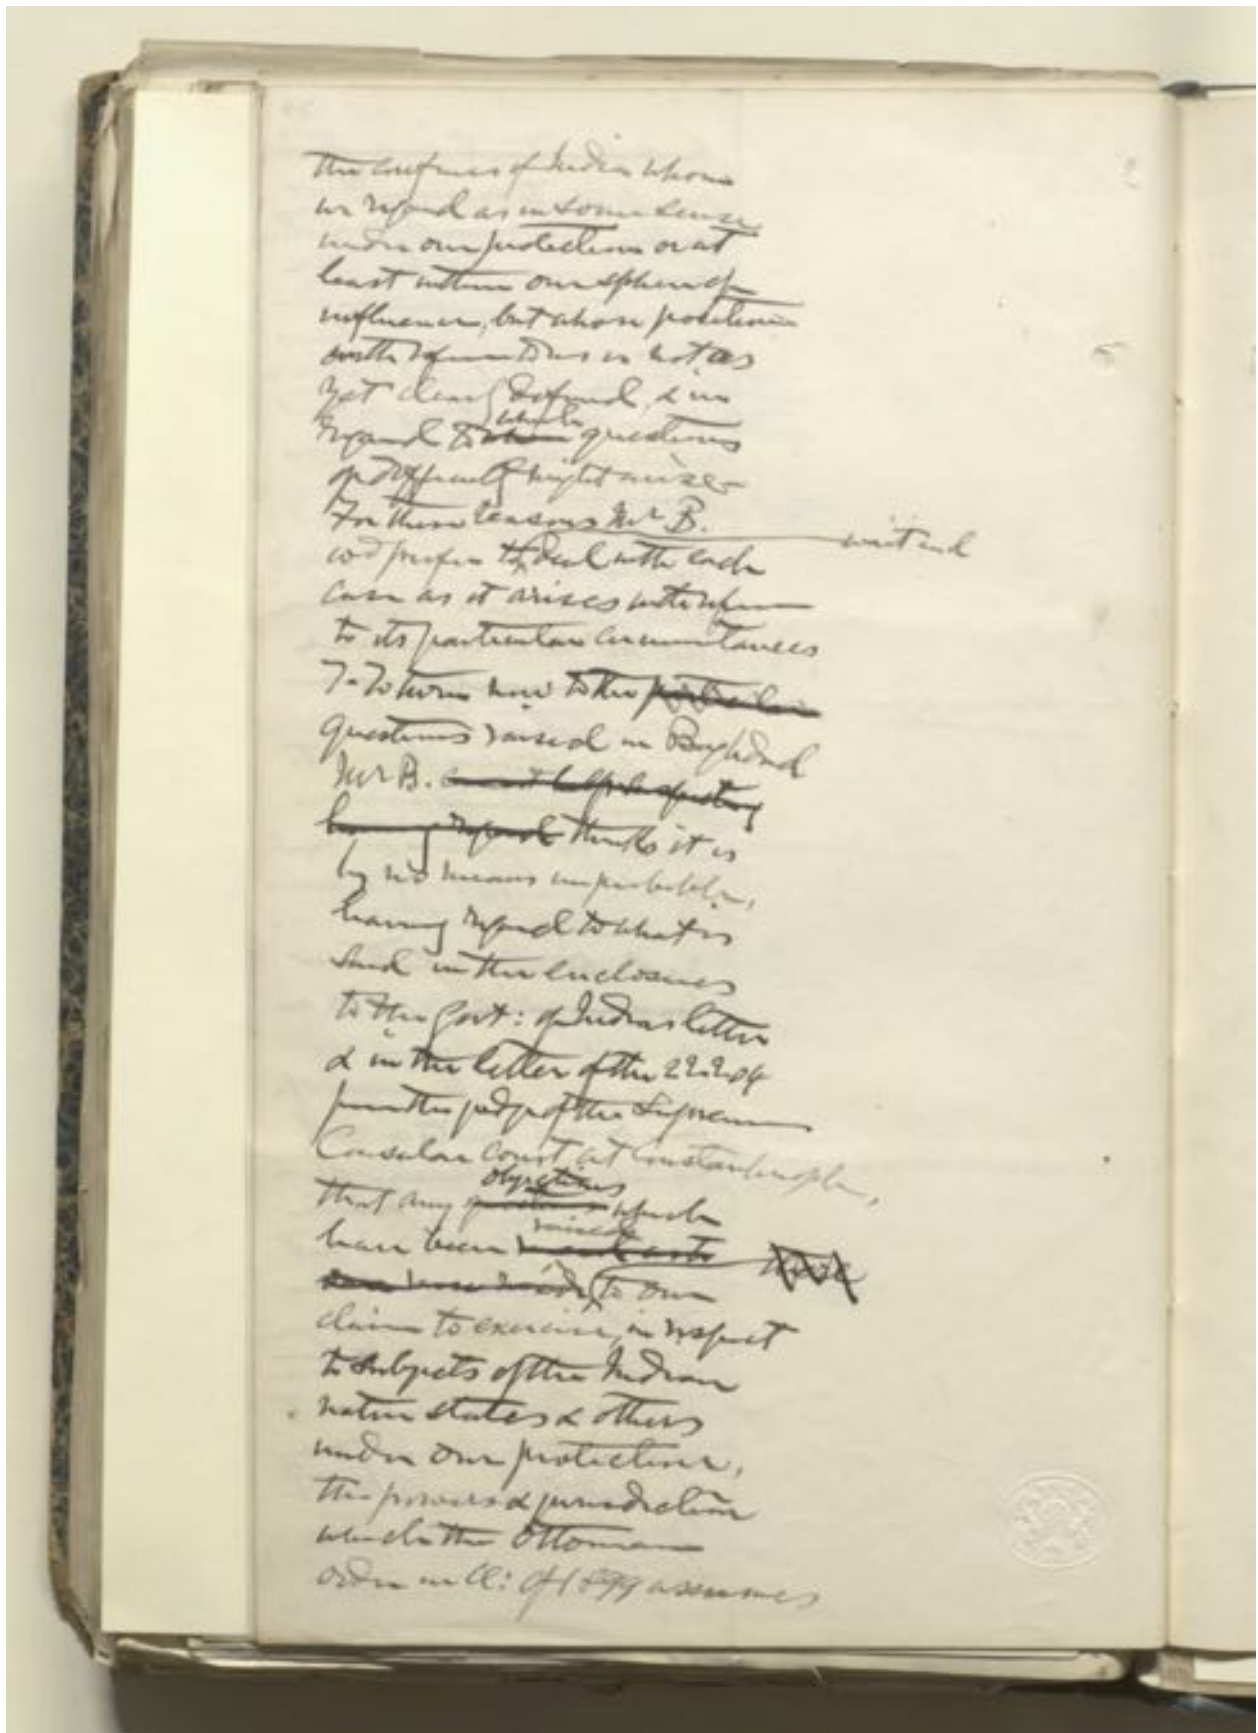 the confines of India whom
we regard as in some sense
under our protection or at
least within our sphere of
influence, but whose position
with reference to us is not as
yet clearly defined, & in
regard to whom which questions
of difficulty might arise.
For these reasons Mr B.
wd prefer to deal with each
case as it arises with reference
to its particular circumstances
7. To turn now to the particular
questions raised in Baghdad
Mr B.
having regard thinks it is
by no means improbable,
having regard to what is
said in the enclosures
to the Govt: of India's letter
& in the letter of the
from the judge of the Supreme
Consular Court at Constantinople,
that any objections which
have been raised
to our
claim to exercise, in respect
to subjects of the Indian
native states & others
under our protection,
the powers & jurisdiction
which the Ottoman
order in Cl: of 1899 assumes